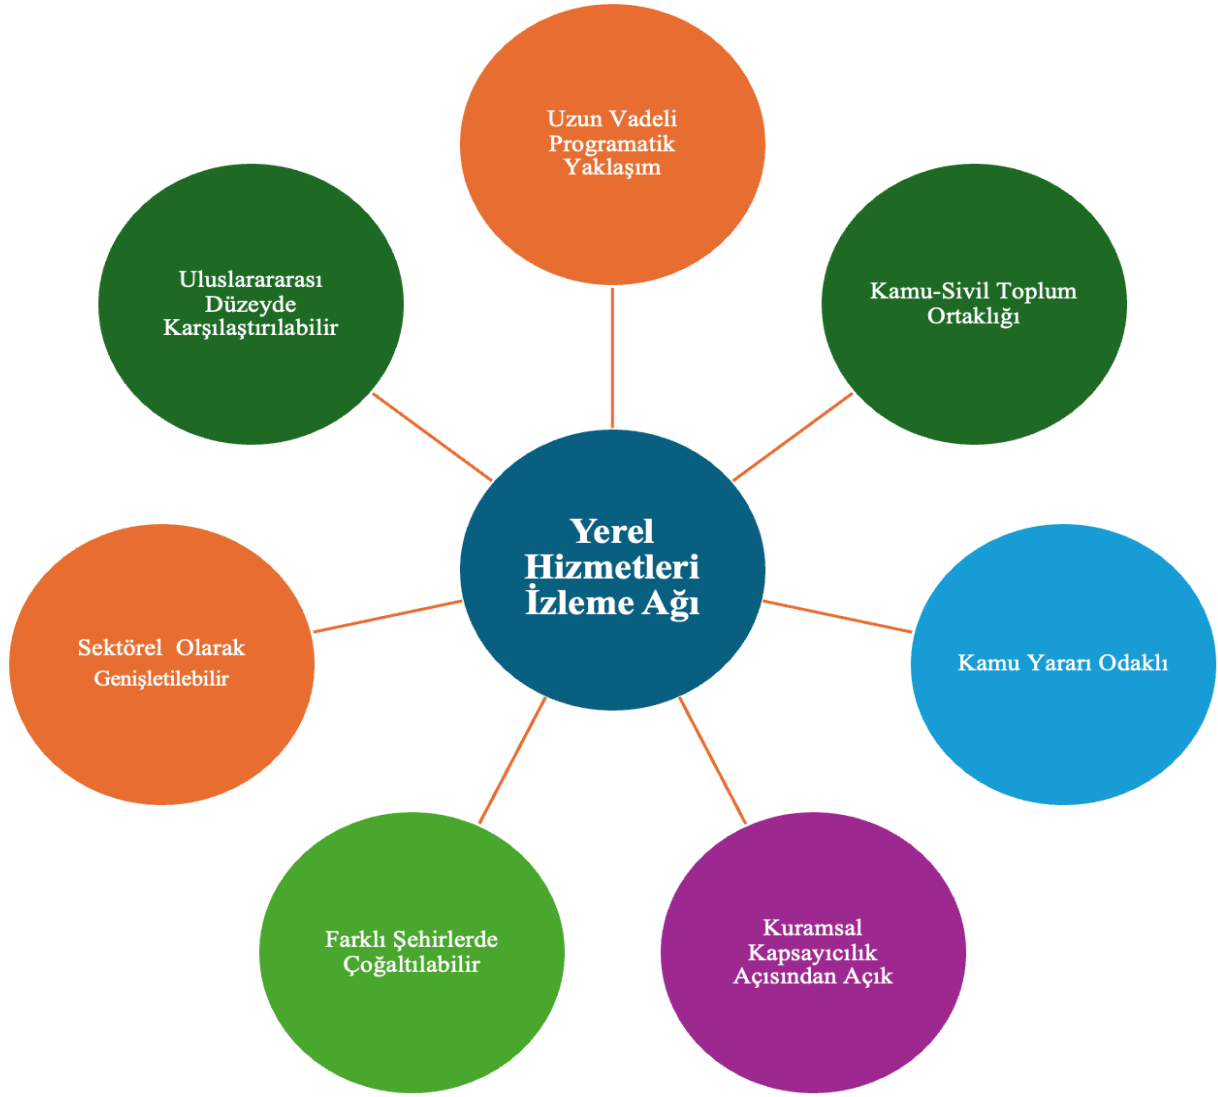 Uzun Vadeli
Programatik
Yaklaşım
Uluslarararası
Düzeyde
Karşılaştırılabilir
Kamu-Sivil Toplum
Ortaklığı
Yerel
Hizmetleri
İzleme Ağı
Sektörel  Olarak
Genişletilebilir
Kamu Yararı Odaklı
Farklı Şehirlerde
Çoğaltılabilir
Kuramsal
Kapsayıcılık
Açısından Açık